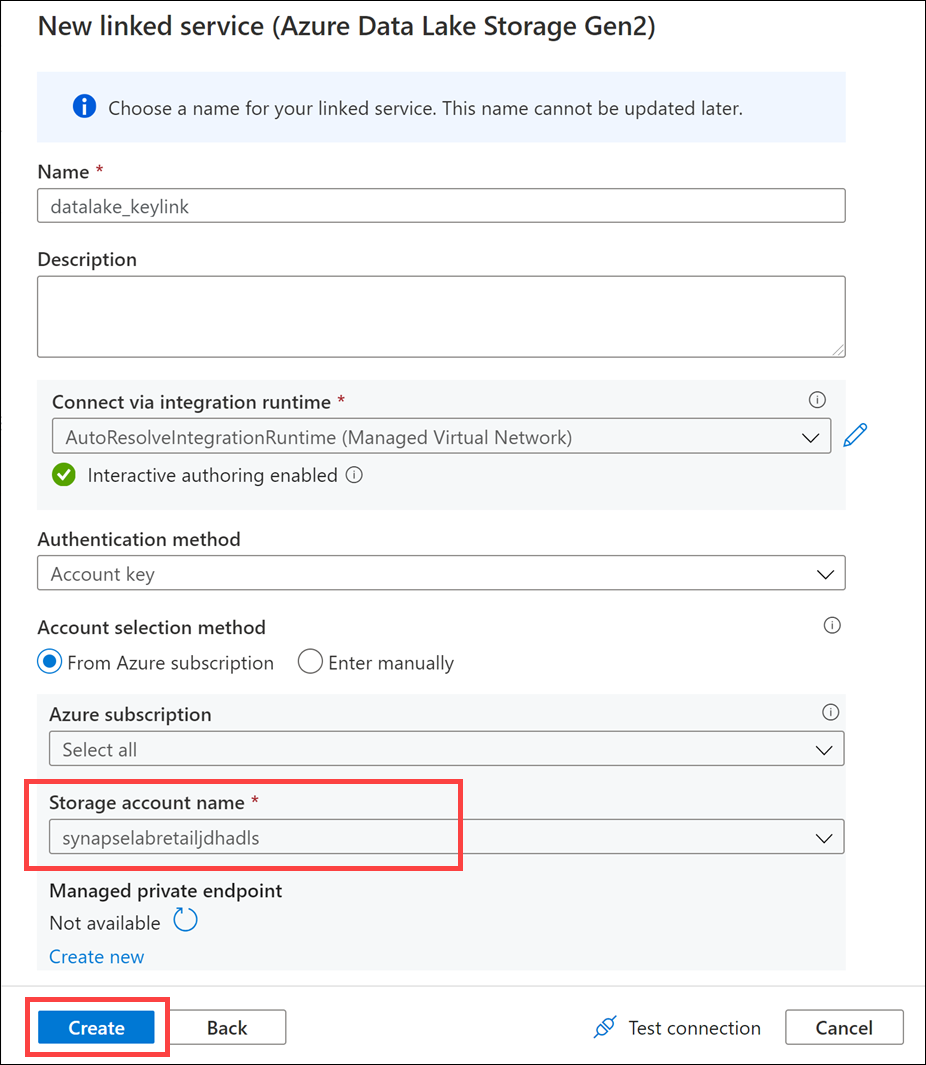 New linked service (Azure Data Lake Storage Gen2)
Choose a name for your linked service. This name cannot be updated later.
Name *
datalake_keylink
Description
Connect via integration runtime *
AutoResolveIntegrationRuntime (Managed Virtual Network)
Interactive authoring enabled
Authentication method
Account key
Account selection method
From Azure subscription Enter manually
Azure subscription
Select all
Storage account name *
synapselabretailjdhadls
Managed private endpoint
Not available
Create new
Create Back Test connection Cancel